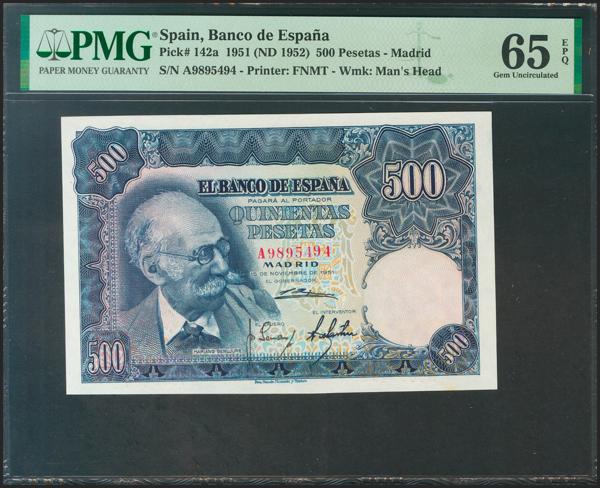 PMG
PAPER MONEY GUARANTY
Spain, Banco de España
Pick# 142a 1951 (ND 1952) 500 Pesetas - Madrid
S/N A9895494 - Printer: FNMT - Wmk: Man's Head
65 EPQ
Gem Uncirculated
500
EL BANCO DE ESPAÑA
PAGARÁ AL PORTADOR
QUINIENTAS
PESETAS
500
A9895494
MADRID
15 DE NOVIEMBRE DE 1951
EL GOBERNADOR
EL INTERVENTOR
EL CAJERO
MARIANO BENLLIURE
500
500
A A A A A